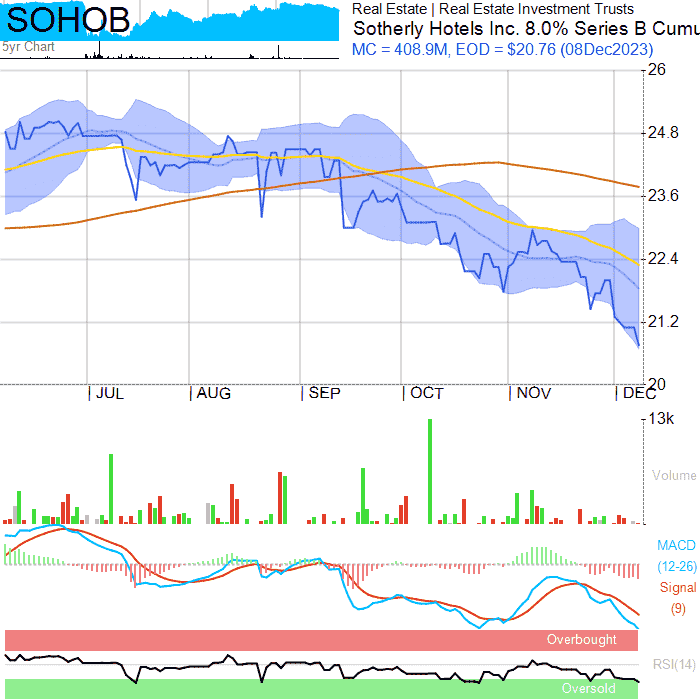 SOHOB
5yr Chart
Real Estate | Real Estate Investment Trusts
Sotherly Hotels Inc. 8.0% Series B Cumu
MC = 408.9M, EOD = $20.76 (08Dec2023)
26
24.8
23.6
22.4
21.2
20
JUL AUG SEP OCT NOV DEC
13k
Volume
MACD
(12-26)
Signal
(9)
Overbought
RSI(14)
Oversold